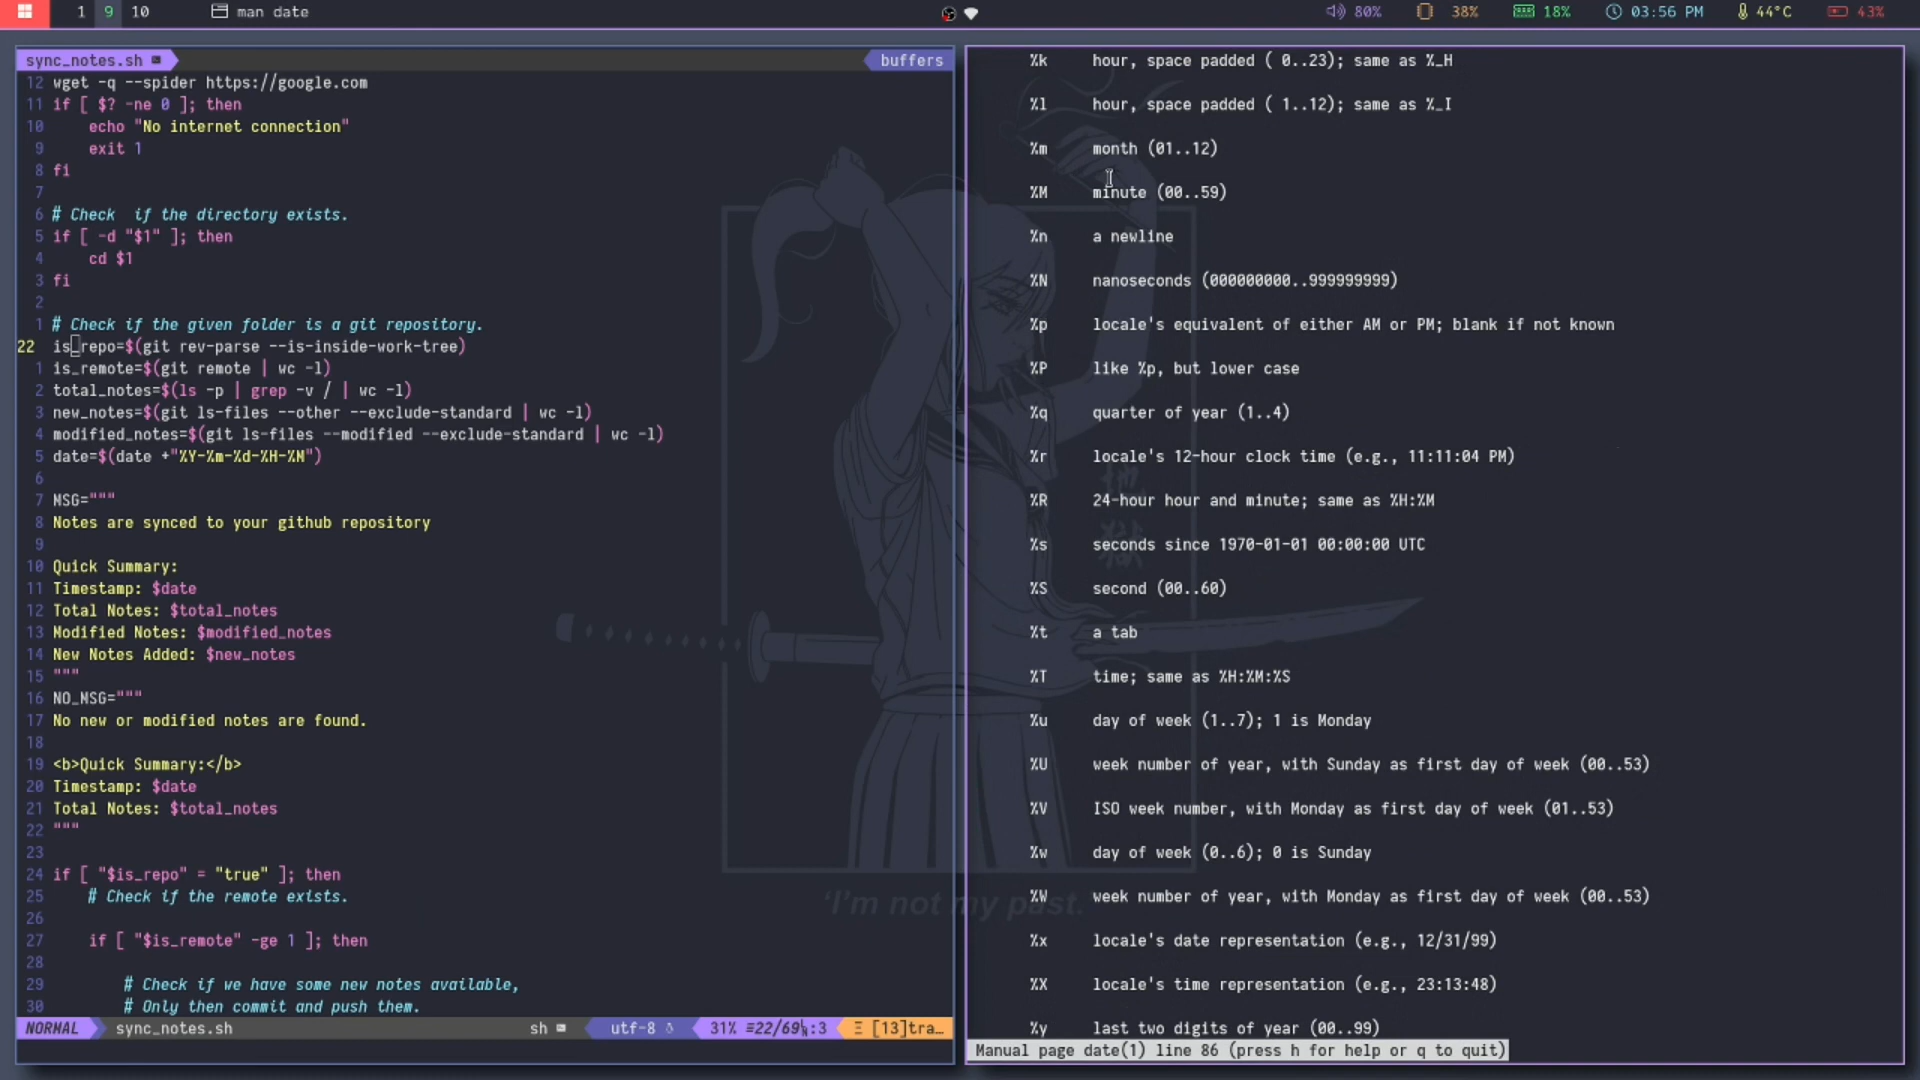 1 9 10 man date 80% 38% 18% 03:56 PM 44°C 43%
sync_notes.sh buffers
12 wget -q --spider https://google.com
11 if [ $? -ne 0 ]; then
10 echo "No internet connection"
9 exit 1
8 fi
7
6 # Check  if the directory exists.
5 if [ -d "$1" ]; then
4 cd $1
3 fi
2
1 # Check if the given folder is a git repository.
22 is_repo=$(git rev-parse --is-inside-work-tree)
1 is_remote=$(git remote | wc -l)
2 total_notes=$(ls -p | grep -v / | wc -l)
3 new_notes=$(git ls-files --other --exclude-standard | wc -l)
4 modified_notes=$(git ls-files --modified --exclude-standard | wc -l)
5 date=$(date +"%Y-%m-%d-%H-%M")
6
7 MSG="""
8 Notes are synced to your github repository
9
10 Quick Summary:
11 Timestamp: $date
12 Total Notes: $total_notes
13 Modified Notes: $modified_notes
14 New Notes Added: $new_notes
15 """
16 NO_MSG="""
17 No new or modified notes are found.
18
19 <b>Quick Summary:</b>
20 Timestamp: $date
21 Total Notes: $total_notes
22 """
23
24 if [ "$is_repo" = "true" ]; then
25 # Check if the remote exists.
26
27 if [ "$is_remote" -ge 1 ]; then
28
29 # Check if we have some new notes available,
30 # Only then commit and push them.
NORMAL sync_notes.sh sh utf-8 31% ≡22/69:3 Ξ [13]tra…
%k hour, space padded ( 0..23); same as %_H
%l hour, space padded ( 1..12); same as %_I
%m month (01..12)
%M minute (00..59)
%n a newline
%N nanoseconds (000000000..999999999)
%p locale's equivalent of either AM or PM; blank if not known
%P like %p, but lower case
%q quarter of year (1..4)
%r locale's 12-hour clock time (e.g., 11:11:04 PM)
%R 24-hour hour and minute; same as %H:%M
%s seconds since 1970-01-01 00:00:00 UTC
%S second (00..60)
%t a tab
%T time; same as %H:%M:%S
%u day of week (1..7); 1 is Monday
%U week number of year, with Sunday as first day of week (00..53)
%V ISO week number, with Monday as first day of week (01..53)
%w day of week (0..6); 0 is Sunday
%W week number of year, with Monday as first day of week (00..53)
%x locale's date representation (e.g., 12/31/99)
%X locale's time representation (e.g., 23:13:48)
%y last two digits of year (00..99)
Manual page date(1) line 86 (press h for help or q to quit)
地獄
'I'm not my past.'